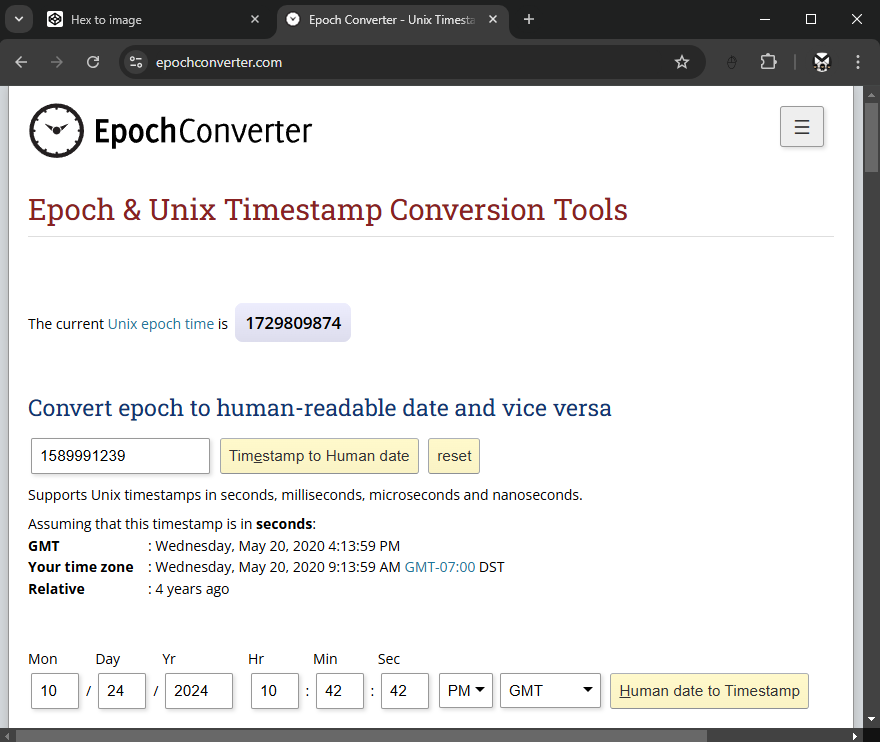 Hex to image
Epoch Converter - Unix Timesta
epochconverter.com
EpochConverter
Epoch & Unix Timestamp Conversion Tools
The current Unix epoch time is 1729809874
Convert epoch to human-readable date and vice versa
1589991239 Timestamp to Human date reset
Supports Unix timestamps in seconds, milliseconds, microseconds and nanoseconds.
Assuming that this timestamp is in seconds:
GMT : Wednesday, May 20, 2020 4:13:59 PM
Your time zone : Wednesday, May 20, 2020 9:13:59 AM GMT-07:00 DST
Relative : 4 years ago
Mon Day Yr Hr Min Sec
10 / 24 / 2024 10 : 42 : 42 PM GMT Human date to Timestamp